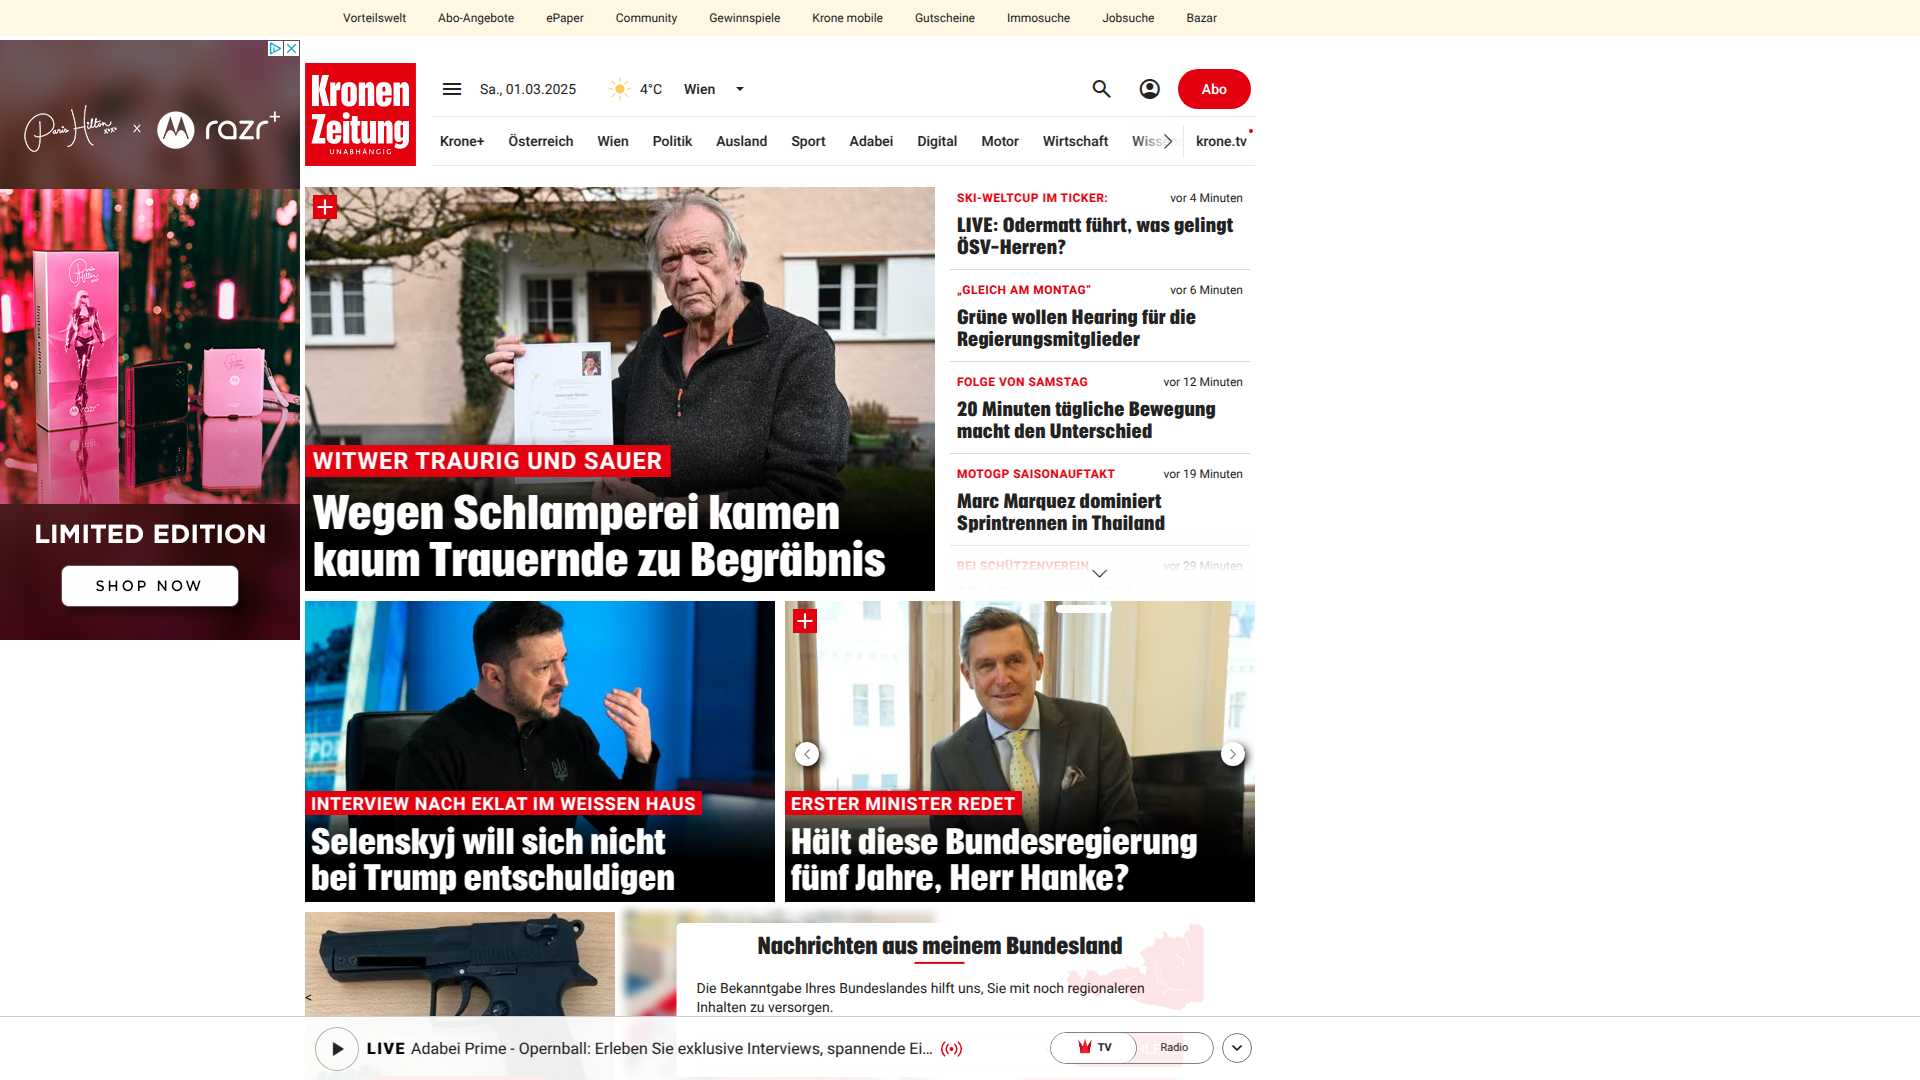 Vorteilswelt
Abo-Angebote
ePaper
Community
Gewinnspiele
Krone mobile
Gutscheine
Immosuche
Jobsuche
Bazar
Paris Hilton × razr+
LIMITED EDITION
SHOP NOW
Kronen
Zeitung
UNABHÄNGIG
Sa., 01.03.2025
4°C
Wien
Abo
Krone+
Österreich
Wien
Politik
Ausland
Sport
Adabei
Digital
Motor
Wirtschaft
krone.tv
WITWER TRAURIG UND SAUER
Wegen Schlamperei kamen
kaum Trauernde zu Begräbnis
SKI-WELTCUP IM TICKER:
vor 4 Minuten
LIVE: Odermatt führt, was gelingt
ÖSV-Herren?
„GLEICH AM MONTAG“
vor 6 Minuten
Grüne wollen Hearing für die
Regierungsmitglieder
FOLGE VON SAMSTAG
vor 12 Minuten
20 Minuten tägliche Bewegung
macht den Unterschied
MOTOGP SAISONAUFTAKT
vor 19 Minuten
Marc Marquez dominiert
Sprintrennen in Thailand
BEI SCHÜTZENVEREIN
vor 29 Minuten
INTERVIEW NACH EKLAT IM WEISSEN HAUS
Selenskyj will sich nicht
bei Trump entschuldigen
ERSTER MINISTER REDET
Hält diese Bundesregierung
fünf Jahre, Herr Hanke?
<
Nachrichten aus meinem Bundesland
Die Bekanntgabe Ihres Bundeslandes hilft uns, Sie mit noch regionaleren
Inhalten zu versorgen.
LIVE Adabei Prime - Opernball: Erleben Sie exklusive Interviews, spannende Ei...
TV
Radio